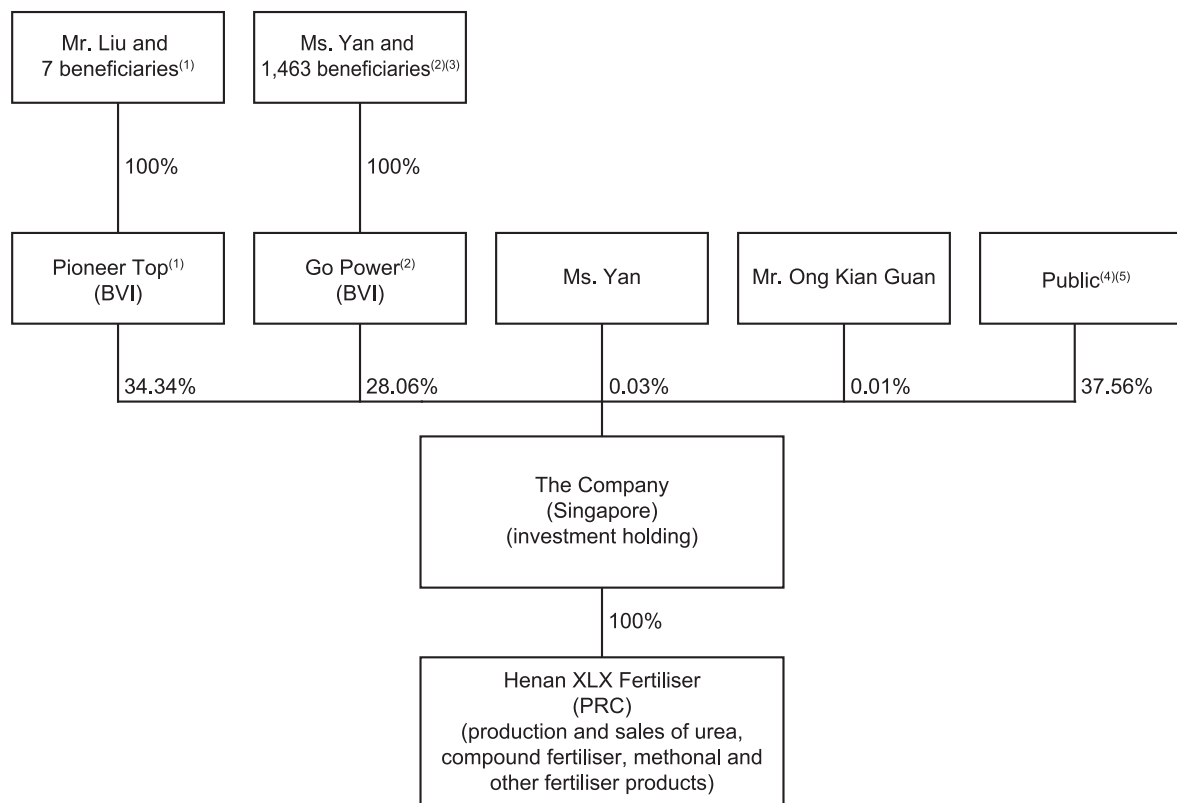 Mr. Liu and
7 beneficiaries(1)
Ms. Yan and
1,463 beneficiaries(2)(3)
100%
100%
Pioneer Top(1)
(BVI)
Go Power(2)
(BVI)
Ms. Yan
Mr. Ong Kian Guan
Public(4)(5)
34.34%
28.06%
0.03%
0.01%
37.56%
The Company
(Singapore)
(investment holding)
100%
Henan XLX Fertiliser
(PRC)
(production and sales of urea,
compound fertiliser, methonal and
other fertiliser products)